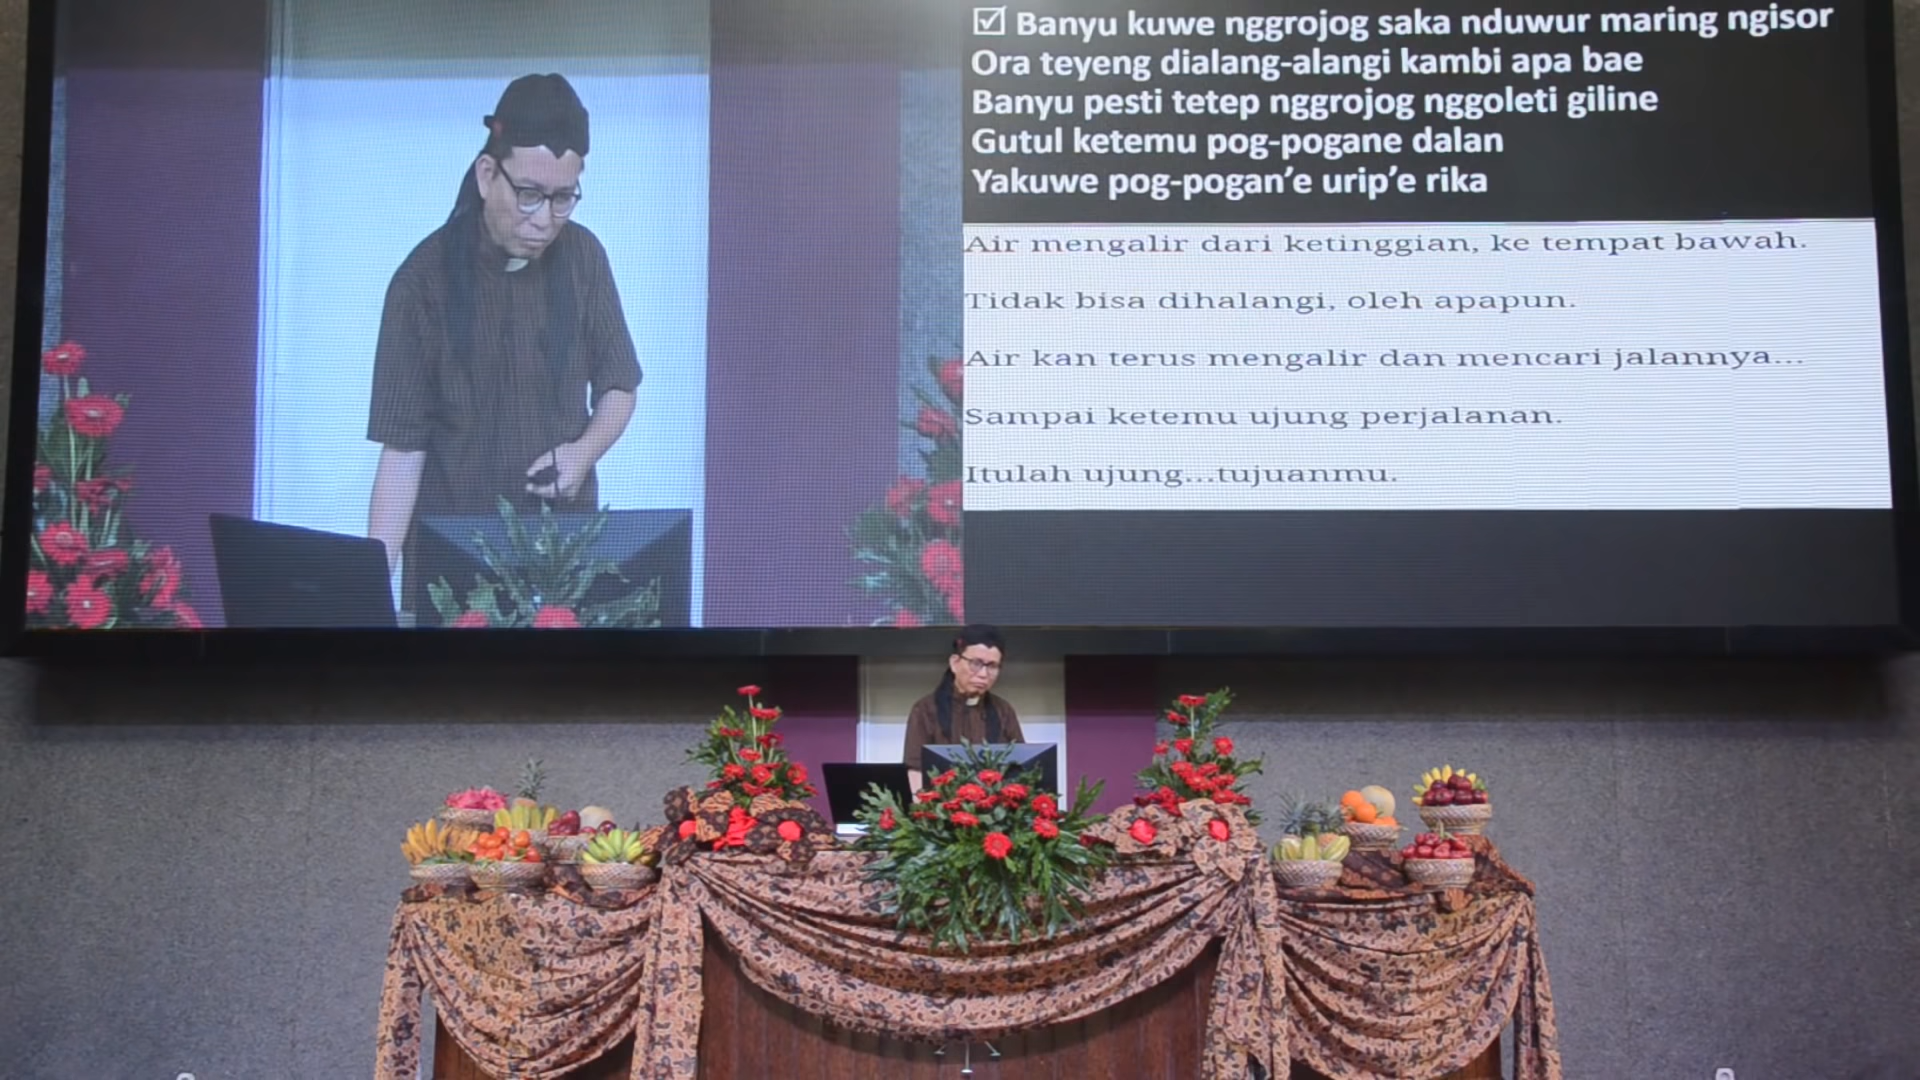 ☑ Banyu kuwe nggrojog saka nduwur maring ngisor
Ora teyeng dialang-alangi kambi apa bae
Banyu pesti tetep nggrojog nggoleti giline
Gutul ketemu pog-pogane dalan
Yakuwe pog-pogan’e urip’e rika
Air mengalir dari ketinggian, ke tempat bawah.
Tidak bisa dihalangi, oleh apapun.
Air kan terus mengalir dan mencari jalannya...
Sampai ketemu ujung perjalanan.
Itulah ujung...tujuanmu.